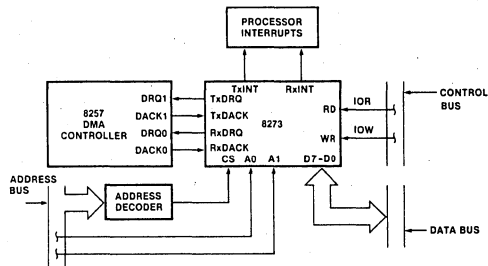 PROCESSOR
INTERRUPTS
TxINT RxINT
8257
DMA
CONTROLLER
DRQ1
DACK1
DRQ0
DACK0
TxDRQ
TxDACK
RxDRQ
RxDACK
8273
RD
WR
CS A0 A1 D7-D0
IOR
IOW
CONTROL
BUS
ADDRESS
BUS
ADDRESS
DECODER
DATA BUS